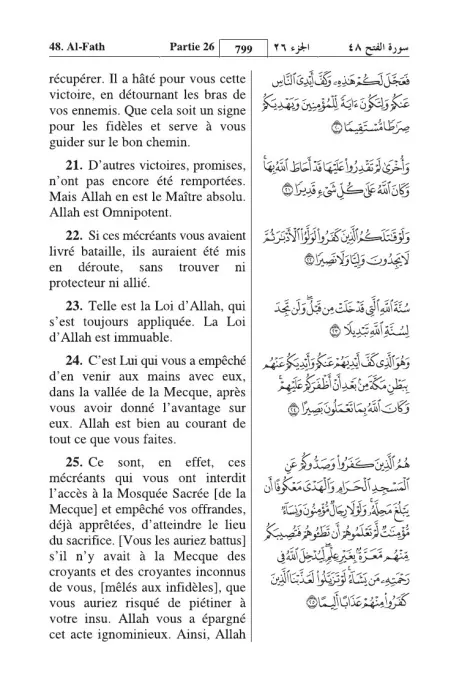 48. Al-Fath Partie 26 799 الجزء ٢٦ سورة الفتح ٤٨
récupérer. Il a hâté pour vous cette
victoire, en détournant les bras de
vos ennemis. Que cela soit un signe
pour les fidèles et serve à vous
guider sur le bon chemin.
21. D’autres victoires, promises,
n’ont pas encore été remportées.
Mais Allah en est le Maître absolu.
Allah est Omnipotent.
22. Si ces mécréants vous avaient
livré bataille, ils auraient été mis
en déroute, sans trouver ni
protecteur ni allié.
23. Telle est la Loi d’Allah, qui
s’est toujours appliquée. La Loi
d’Allah est immuable.
24. C’est Lui qui vous a empêché
d’en venir aux mains avec eux,
dans la vallée de la Mecque, après
vous avoir donné l’avantage sur
eux. Allah est bien au courant de
tout ce que vous faites.
25. Ce sont, en effet, ces
mécréants qui vous ont interdit
l’accès à la Mosquée Sacrée [de la
Mecque] et empêché vos offrandes,
déjà apprêtées, d’atteindre le lieu
du sacrifice. [Vous les auriez battus]
s’il n’y avait à la Mecque des
croyants et des croyantes inconnus
de vous, [mêlés aux infidèles], que
vous auriez risqué de piétiner à
votre insu. Allah vous a épargné
cet acte ignominieux. Ainsi, Allah
فَعَجَّلَ لَكُمْ هَٰذِهِۦ وَكَفَّ أَيْدِىَ ٱلنَّاسِ
عَنكُمْ وَلِتَكُونَ ءَايَةً لِّلْمُؤْمِنِينَ وَيَهْدِيَكُمْ
صِرَٰطًا مُّسْتَقِيمًا ﴿٢٠﴾
وَأُخْرَىٰ لَمْ تَقْدِرُوا۟ عَلَيْهَا قَدْ أَحَاطَ ٱللَّهُ بِهَا ۚ
وَكَانَ ٱللَّهُ عَلَىٰ كُلِّ شَىْءٍ قَدِيرًا ﴿٢١﴾
وَلَوْ قَٰتَلَكُمُ ٱلَّذِينَ كَفَرُوا۟ لَوَلَّوُا۟ ٱلْأَدْبَٰرَ ثُمَّ
لَا يَجِدُونَ وَلِيًّا وَلَا نَصِيرًا ﴿٢٢﴾
سُنَّةَ ٱللَّهِ ٱلَّتِى قَدْ خَلَتْ مِن قَبْلُ ۖ وَلَن تَجِدَ
لِسُنَّةِ ٱللَّهِ تَبْدِيلًا ﴿٢٣﴾
وَهُوَ ٱلَّذِى كَفَّ أَيْدِيَهُمْ عَنكُمْ وَأَيْدِيَكُمْ عَنْهُم
بِبَطْنِ مَكَّةَ مِنۢ بَعْدِ أَنْ أَظْفَرَكُمْ عَلَيْهِمْ ۚ
وَكَانَ ٱللَّهُ بِمَا تَعْمَلُونَ بَصِيرًا ﴿٢٤﴾
هُمُ ٱلَّذِينَ كَفَرُوا۟ وَصَدُّوكُمْ عَنِ
ٱلْمَسْجِدِ ٱلْحَرَامِ وَٱلْهَدْىَ مَعْكُوفًا أَن
يَبْلُغَ مَحِلَّهُۥ ۚ وَلَوْلَا رِجَالٌ مُّؤْمِنُونَ وَنِسَآءٌ
مُّؤْمِنَٰتٌ لَّمْ تَعْلَمُوهُمْ أَن تَطَـُٔوهُمْ فَتُصِيبَكُم
مِّنْهُم مَّعَرَّةٌۢ بِغَيْرِ عِلْمٍ ۖ لِّيُدْخِلَ ٱللَّهُ فِى
رَحْمَتِهِۦ مَن يَشَآءُ ۚ لَوْ تَزَيَّلُوا۟ لَعَذَّبْنَا ٱلَّذِينَ
كَفَرُوا۟ مِنْهُمْ عَذَابًا أَلِيمًا ﴿٢٥﴾